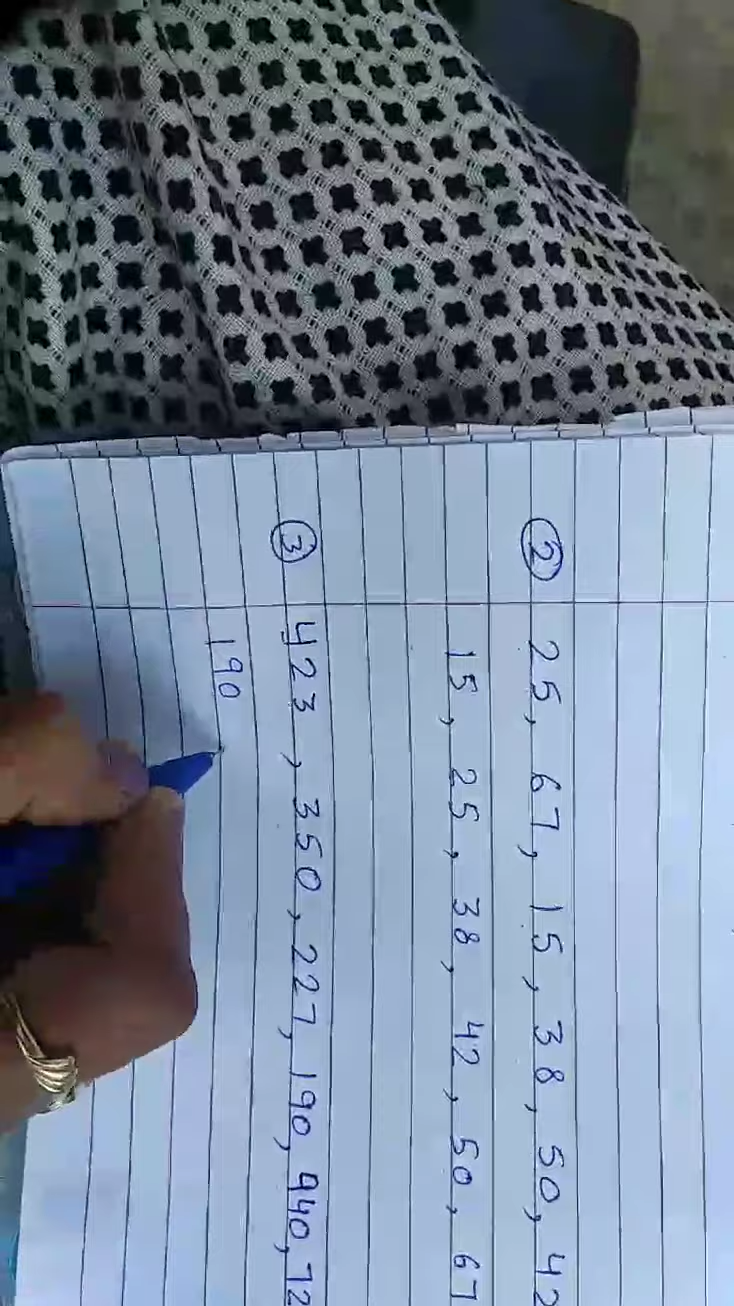 ② 25, 67, 15, 38, 50, 42
15, 25, 38, 42, 50, 67
③ 423, 350, 227, 190, 940, 72
190